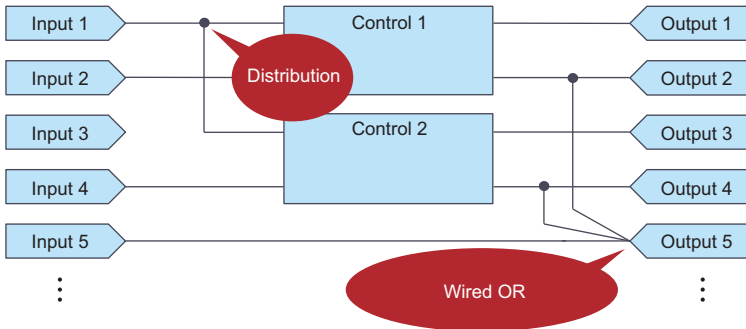 Input 1
Control 1
Output 1
Distribution
Input 2
Output 2
Input 3
Control 2
Output 3
Input 4
Output 4
Input 5
Output 5
Wired OR